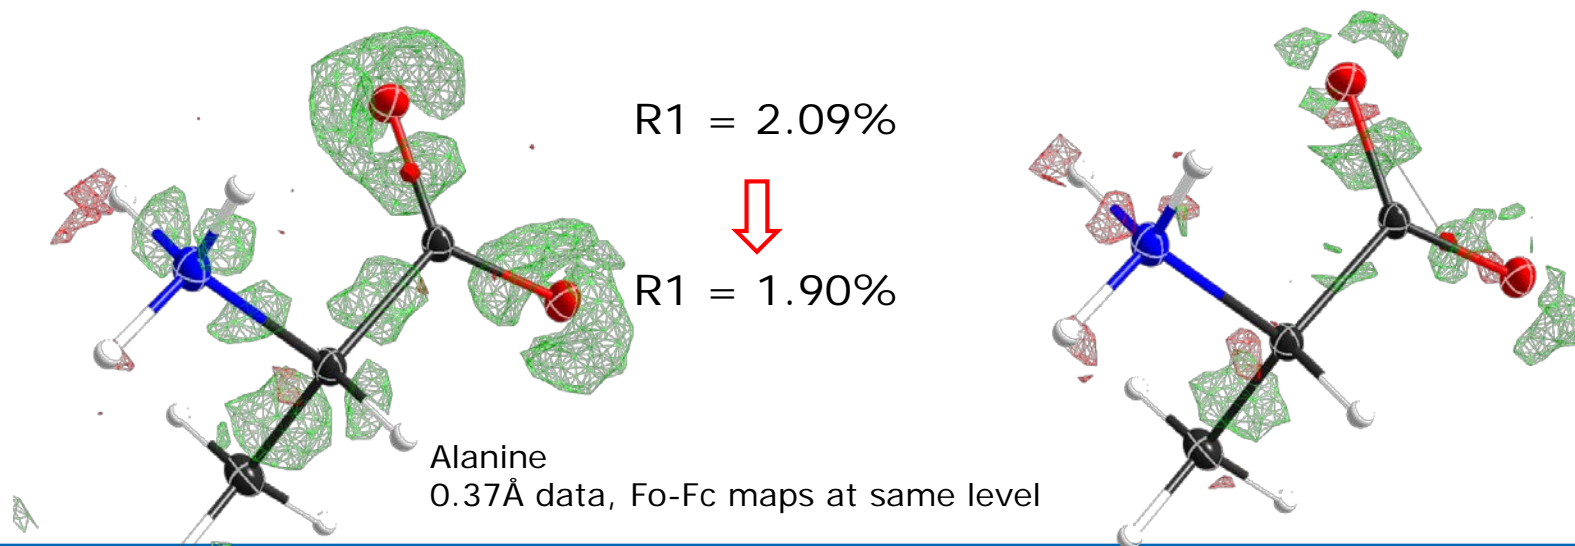 R1 = 2.09%
R1 = 1.90%
Alanine
0.37Å data, Fo-Fc maps at same level